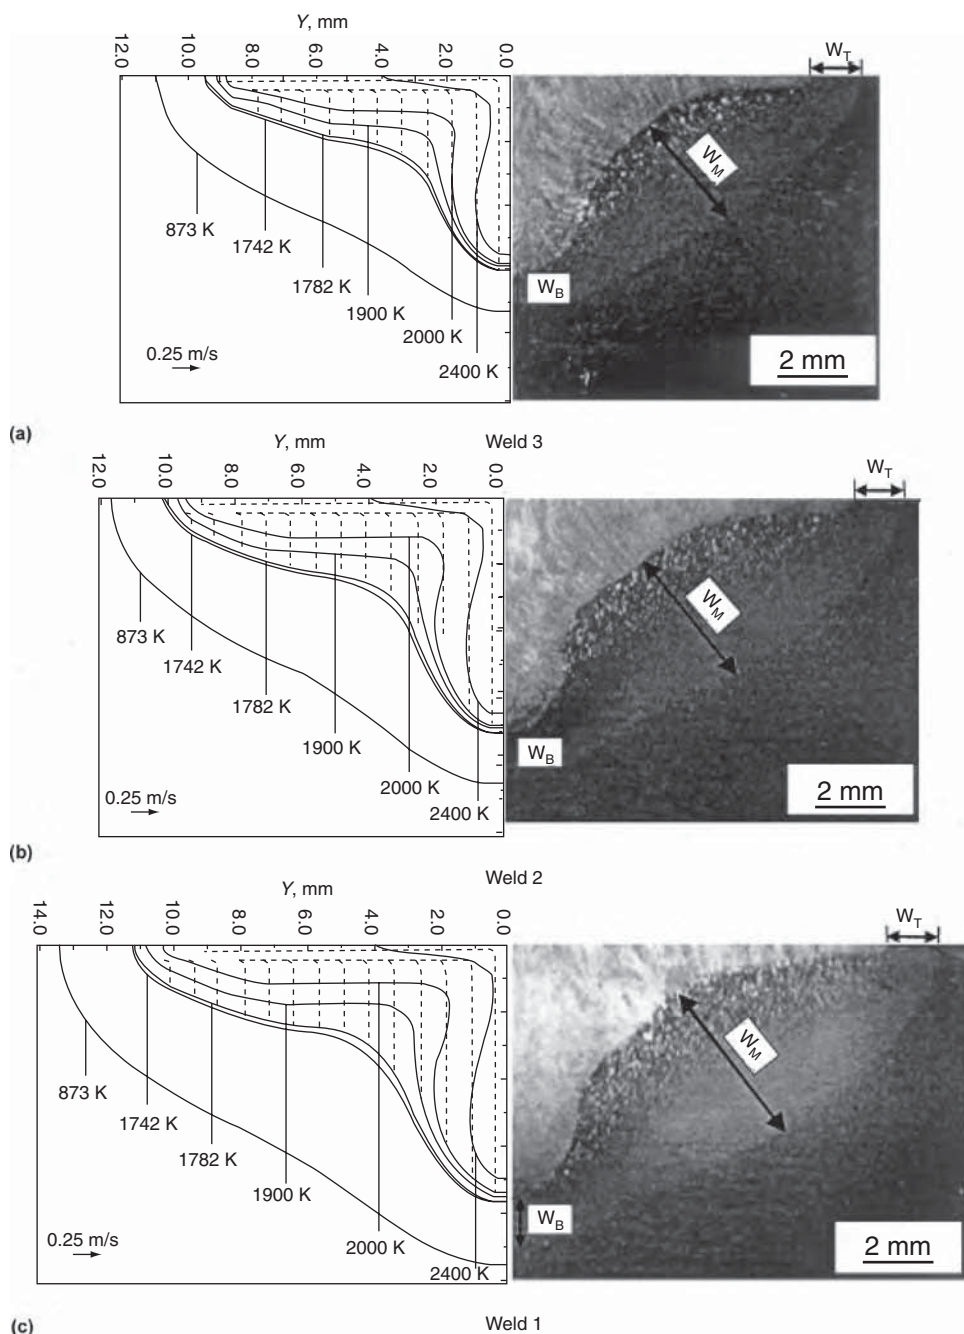 Y, mm
12.0 10.0 8.0 6.0 4.0 2.0 0.0
W_T
W_M
W_B
873 K
1742 K
1782 K
1900 K
2000 K
2400 K
0.25 m/s
2 mm
(a)
Weld 3
Y, mm
12.0 10.0 8.0 6.0 4.0 2.0 0.0
W_T
W_M
W_B
873 K
1742 K
1782 K
1900 K
2000 K
2400 K
0.25 m/s
2 mm
(b)
Weld 2
Y, mm
14.0 12.0 10.0 8.0 6.0 4.0 2.0 0.0
W_T
W_M
W_B
873 K
1742 K
1782 K
1900 K
2000 K
2400 K
0.25 m/s
2 mm
(c)
Weld 1